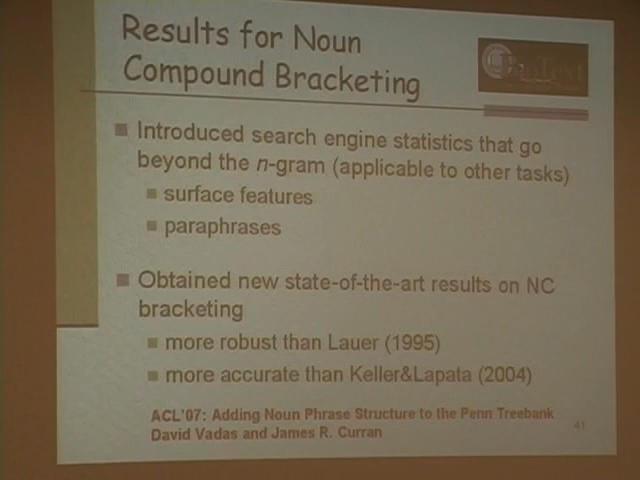 Results for Noun
Compound Bracketing
BioText
Introduced search engine statistics that go
beyond the n-gram (applicable to other tasks)
surface features
paraphrases
Obtained new state-of-the-art results on NC
bracketing
more robust than Lauer (1995)
more accurate than Keller&Lapata (2004)
ACL'07: Adding Noun Phrase Structure to the Penn Treebank
David Vadas and James R. Curran
41